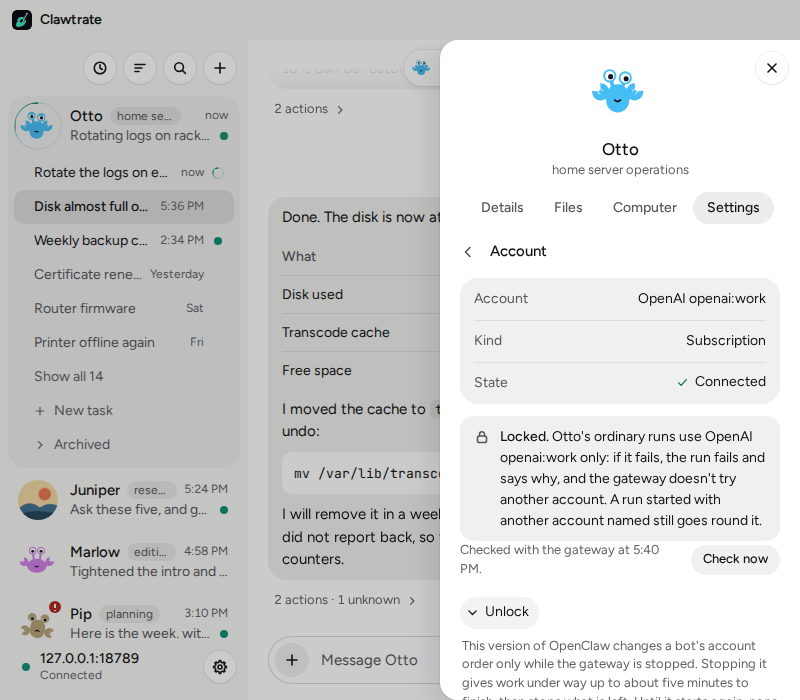 Clawtrate
Otto home se... now
Rotating logs on rack...
Rotate the logs on e... now
Disk almost full o... 5:36 PM
Weekly backup c... 2:34 PM
Certificate rene... Yesterday
Router firmware Sat
Printer offline again Fri
Show all 14
New task
Archived
Juniper rese... 5:24 PM
Ask these five, and g...
Marlow editi... 4:58 PM
Tightened the intro and ...
Pip planning 3:10 PM
Here is the week. wit...
127.0.0.1:18789
Connected
so it can be restor
2 actions
Done. The disk is now at
What
Disk used
Transcode cache
Free space
I moved the cache to t
undo:
mv /var/lib/transco
I will remove it in a week
did not report back, so
counters.
2 actions · 1 unknown
Message Otto
Otto
home server operations
Details Files Computer Settings
Account
Account OpenAI openai:work
Kind Subscription
State Connected
Locked. Otto's ordinary runs use OpenAI
openai:work only: if it fails, the run fails and
says why, and the gateway doesn't try
another account. A run started with
another account named still goes round it.
Checked with the gateway at 5:40
PM.
Check now
Unlock
This version of OpenClaw changes a bot's account
order only while the gateway is stopped. Stopping it
gives work under way up to about five minutes to